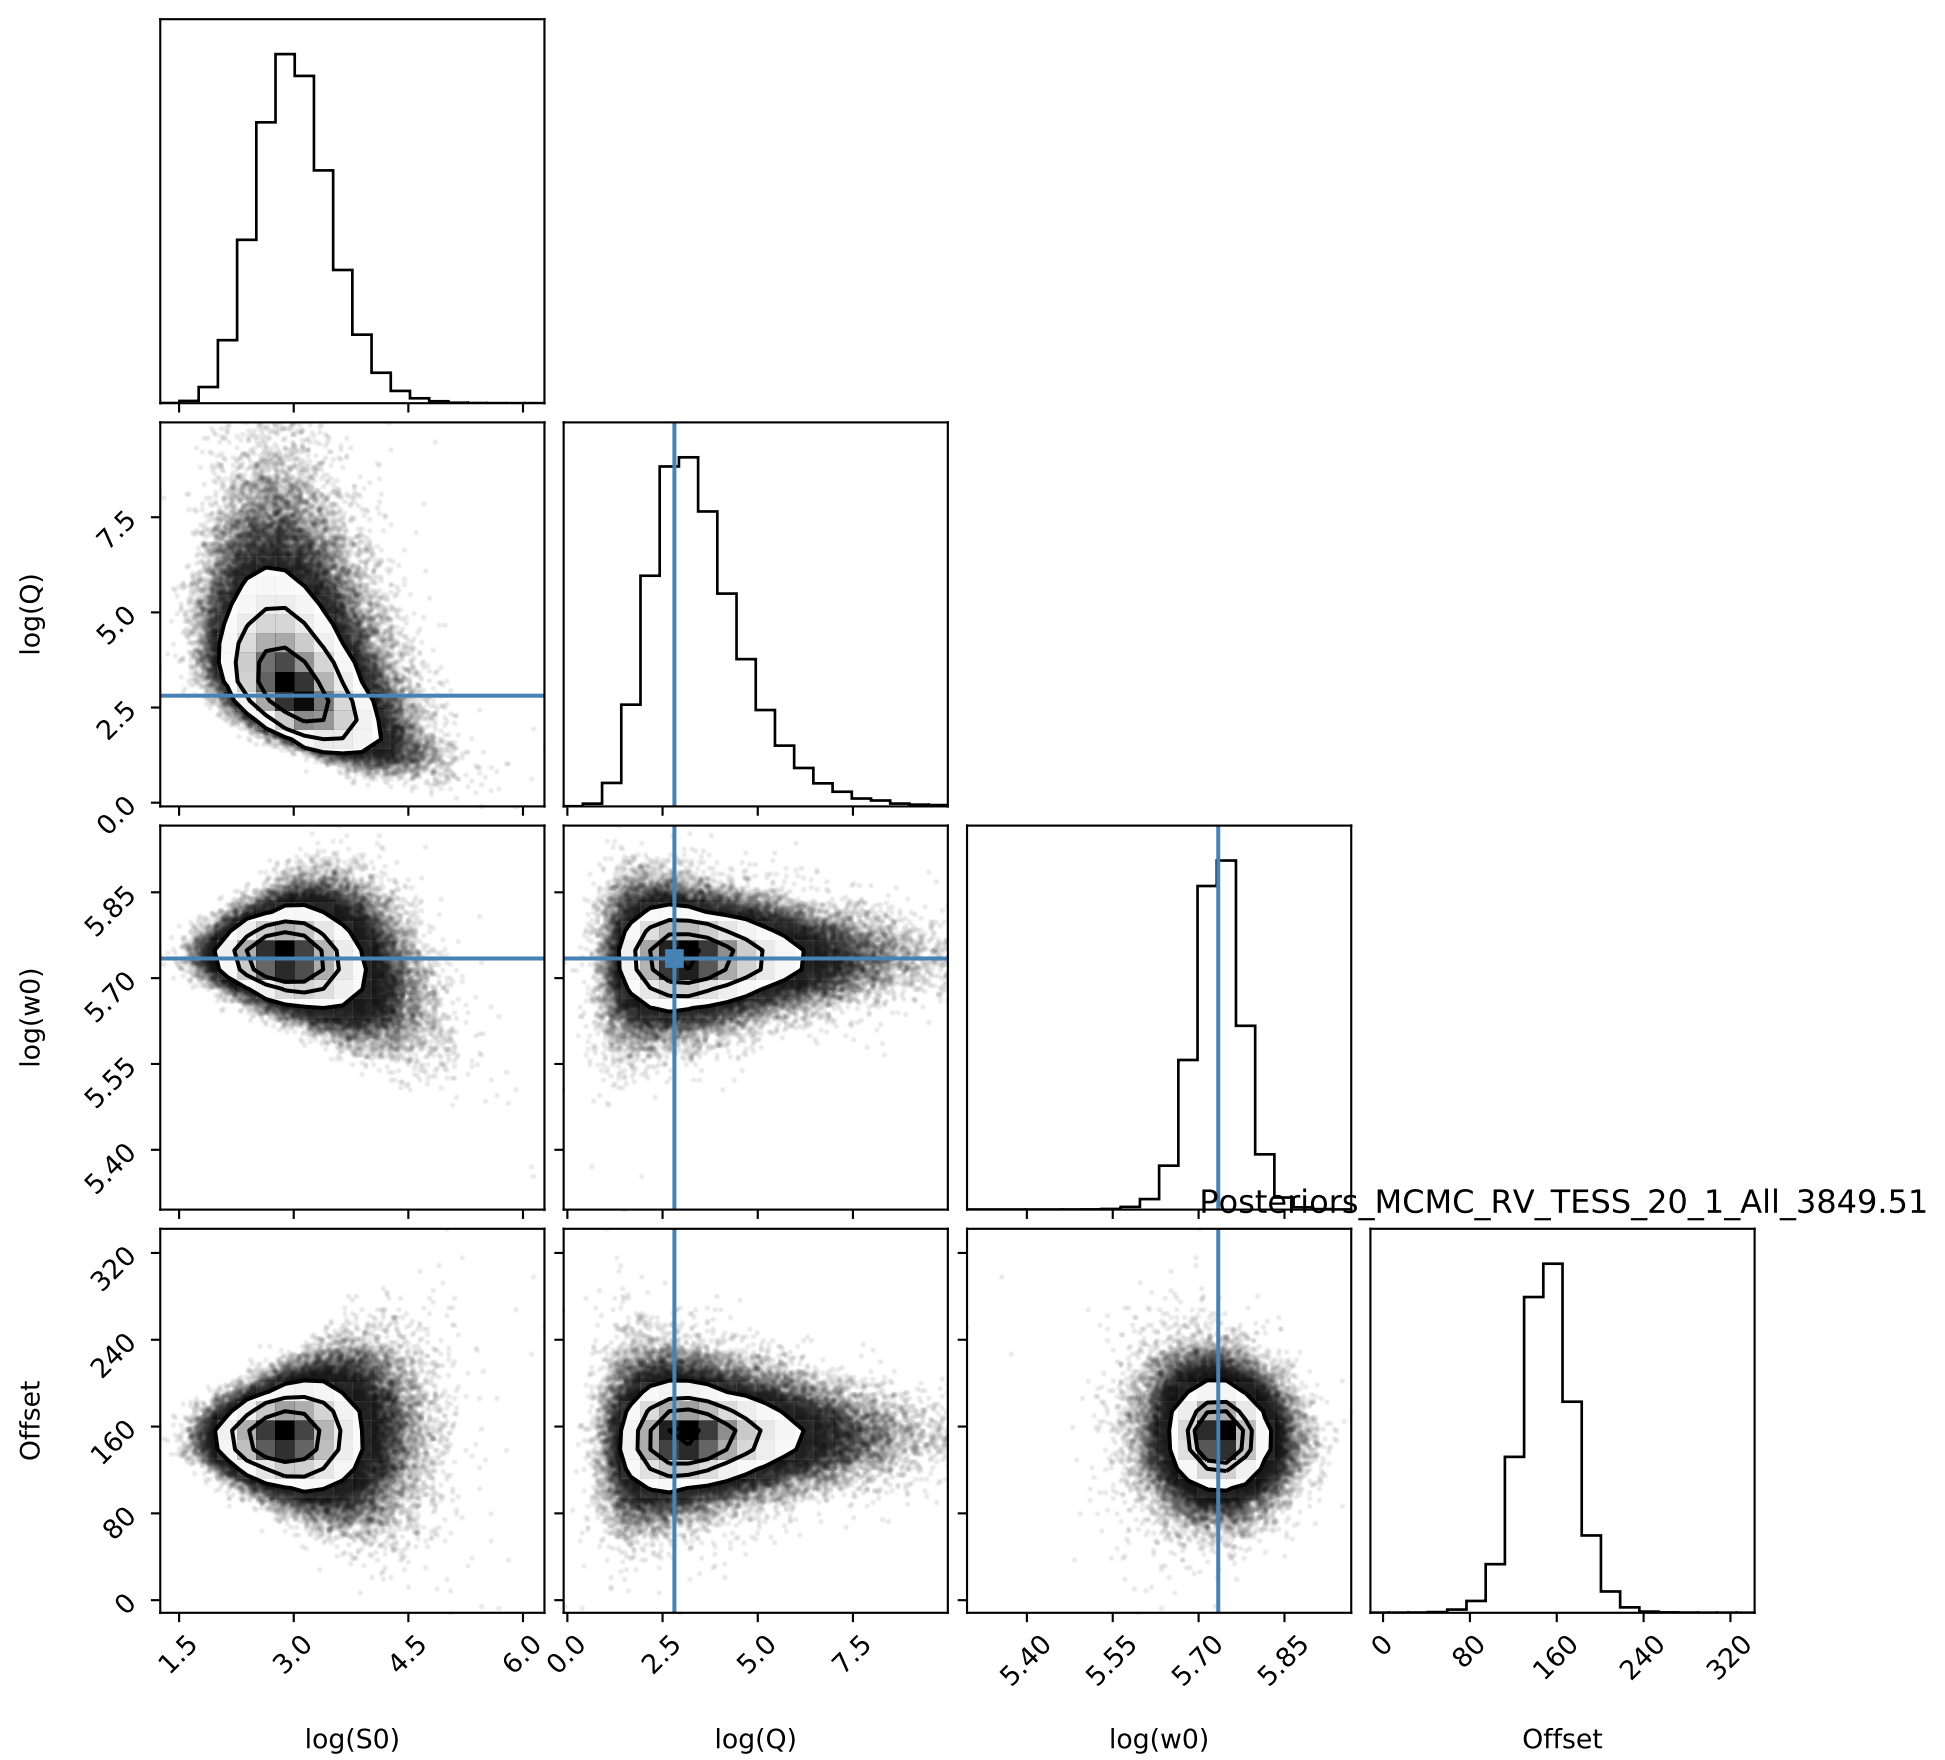 log(Q)
7.5
5.0
2.5
0.0
log(w0)
5.85
5.70
5.55
5.40
Posteriors_MCMC_RV_TESS_20_1_All_3849.51
Offset
320
240
160
80
0
1.5 3.0 4.5 6.0 0.0 2.5 5.0 7.5 5.40 5.55 5.70 5.85 0 80 160 240 320
log(S0) log(Q) log(w0) Offset